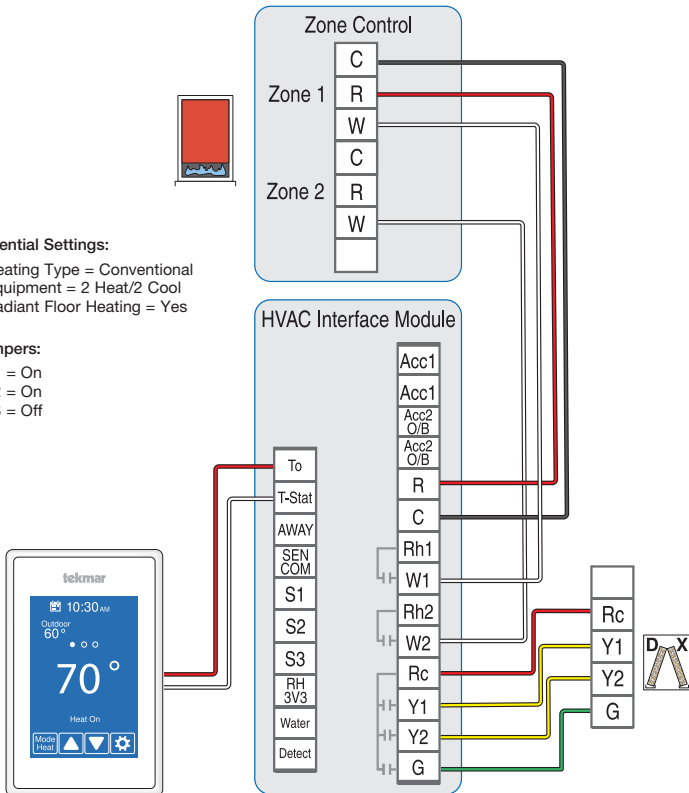 Zone Control
C
Zone 1 R
W
C
Zone 2 R
W
ential Settings:
eating Type = Conventional
quipment = 2 Heat/2 Cool
adiant Floor Heating = Yes
mpers:
= On
= On
= Off
HVAC Interface Module
Acc1
Acc1
Acc2
O/B
Acc2
O/B
R
C
Rh1
W1
Rh2
W2
Rc
Y1
Y2
G
To
T-Stat
AWAY
SEN
COM
S1
S2
S3
RH
3V3
Water
Detect
tekmar
10:30 AM
Outdoor
60°
70°
Heat On
Mode
Heat
Rc
Y1
Y2
G
D X